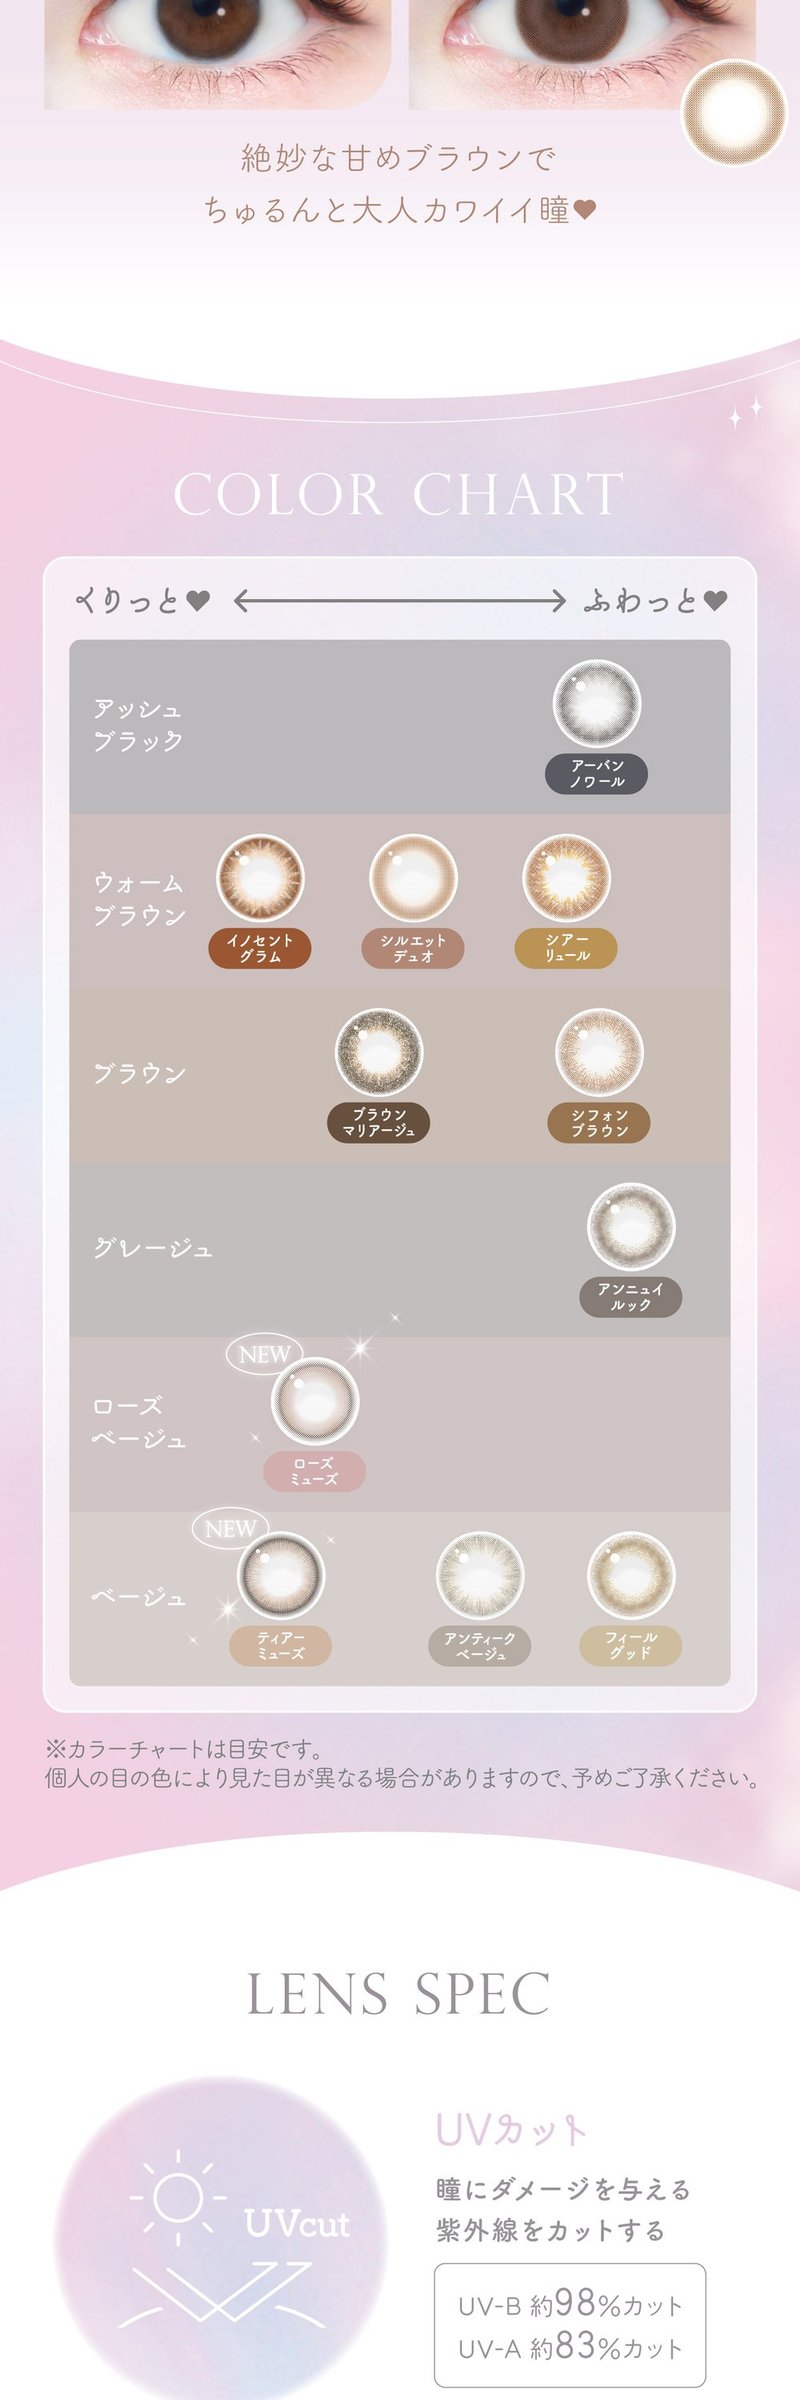 絶妙な甘めブラウンで
ちゅるんと大人カワイイ瞳♥
COLOR CHART
くりっと♥ ふわっと♥
アッシュ
ブラック
アーバン
ノワール
ウォーム
ブラウン
イノセント
グラム
シルエット
デュオ
シアー
リュール
ブラウン
ブラウン
マリアージュ
シフォン
ブラウン
グレージュ
アンニュイ
ルック
ローズ
ベージュ
NEW
ローズ
ミューズ
ベージュ
NEW
ティアー
ミューズ
アンティーク
ベージュ
フィール
グッド
※カラーチャートは目安です。
個人の目の色により見た目が異なる場合がありますので、予めご了承ください。
LENS SPEC
UVcut
UVカット
瞳にダメージを与える
紫外線をカットする
UV-B 約98%カット
UV-A 約83%カット